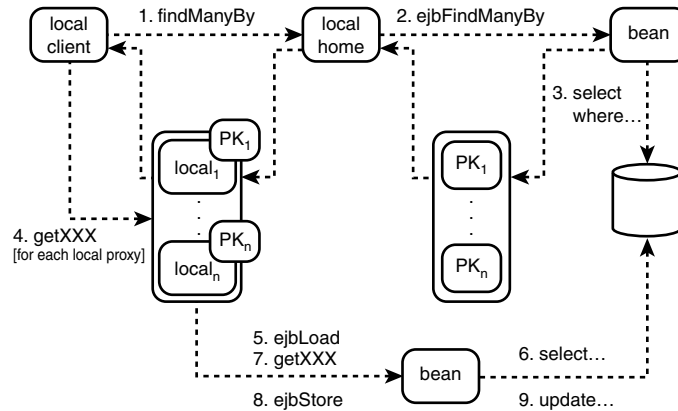 local
client
1. findManyBy
local
home
2. ejbFindManyBy
bean
3. select
where…
PK1
local1
PK1
4. getXXX
[for each local proxy]
PKn
localn
PKn
5. ejbLoad
7. getXXX
bean
6. select…
8. ejbStore
9. update…